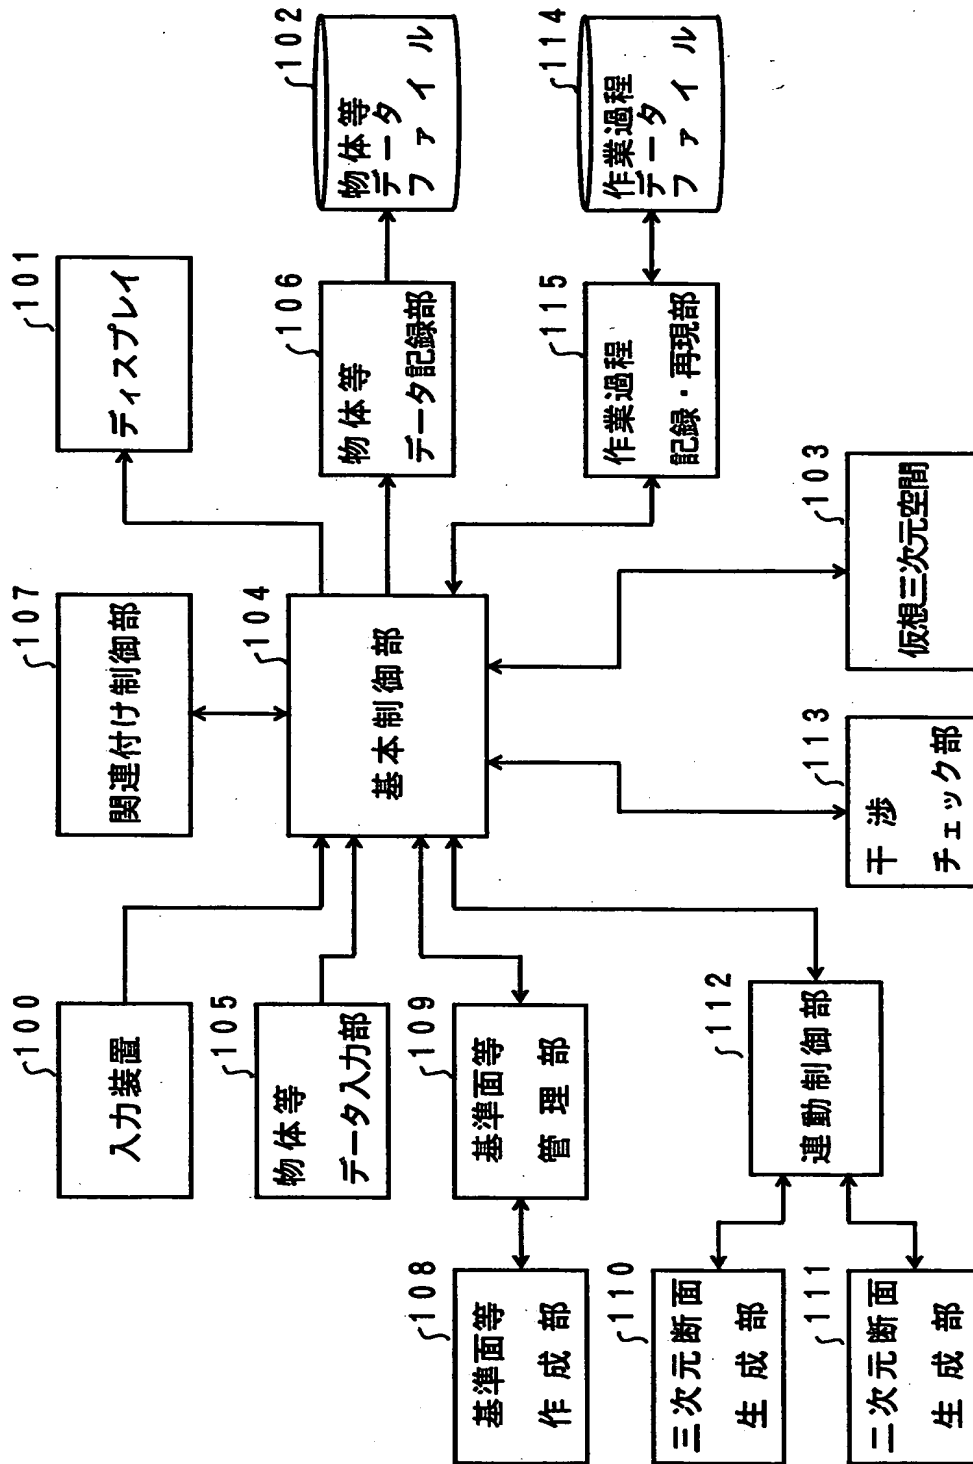 100
入力装置
105
物体等
データ入力部
108
基準面等
作成部
109
基準面等
管理部
110
三次元断面
生成部
111
二次元断面
生成部
112
連動制御部
107
関連付け制御部
104
基本制御部
113
干渉
チェック部
103
仮想三次元空間
101
ディスプレイ
106
物体等
データ記録部
102
物体等
データ
ファイル
115
作業過程
記録・再現部
114
作業過程
データ
ファイル